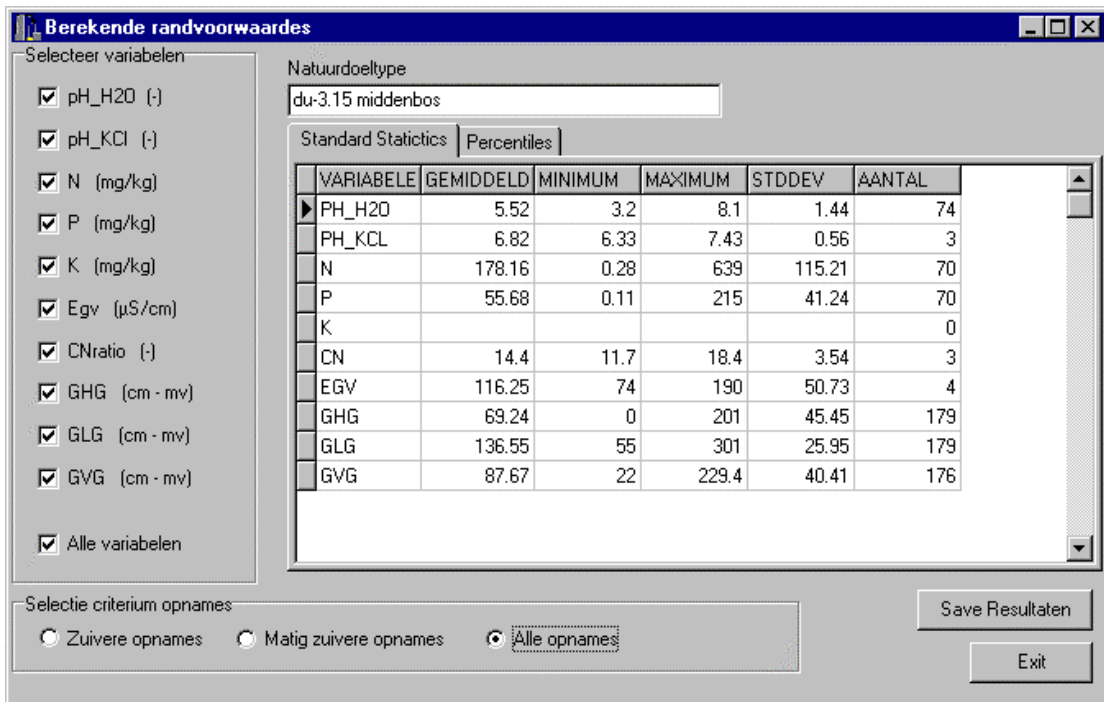 Berekende randvoorwaardes
Selecteer variabelen
pH_H2O (-)
pH_KCl (-)
N (mg/kg)
P (mg/kg)
K (mg/kg)
Egv (µS/cm)
CNratio (-)
GHG (cm - mv)
GLG (cm - mv)
GVG (cm - mv)
Alle variabelen
Natuurdoeltype
du-3.15 middenbos
Standard Statictics Percentiles
VARIABELE GEMIDDELD MINIMUM MAXIMUM STDDEV AANTAL
PH_H2O 5.52 3.2 8.1 1.44 74
PH_KCL 6.82 6.33 7.43 0.56 3
N 178.16 0.28 639 115.21 70
P 55.68 0.11 215 41.24 70
K 0
CN 14.4 11.7 18.4 3.54 3
EGV 116.25 74 190 50.73 4
GHG 69.24 0 201 45.45 179
GLG 136.55 55 301 25.95 179
GVG 87.67 22 229.4 40.41 176
Selectie criterium opnames
Zuivere opnames Matig zuivere opnames Alle opnames
Save Resultaten
Exit